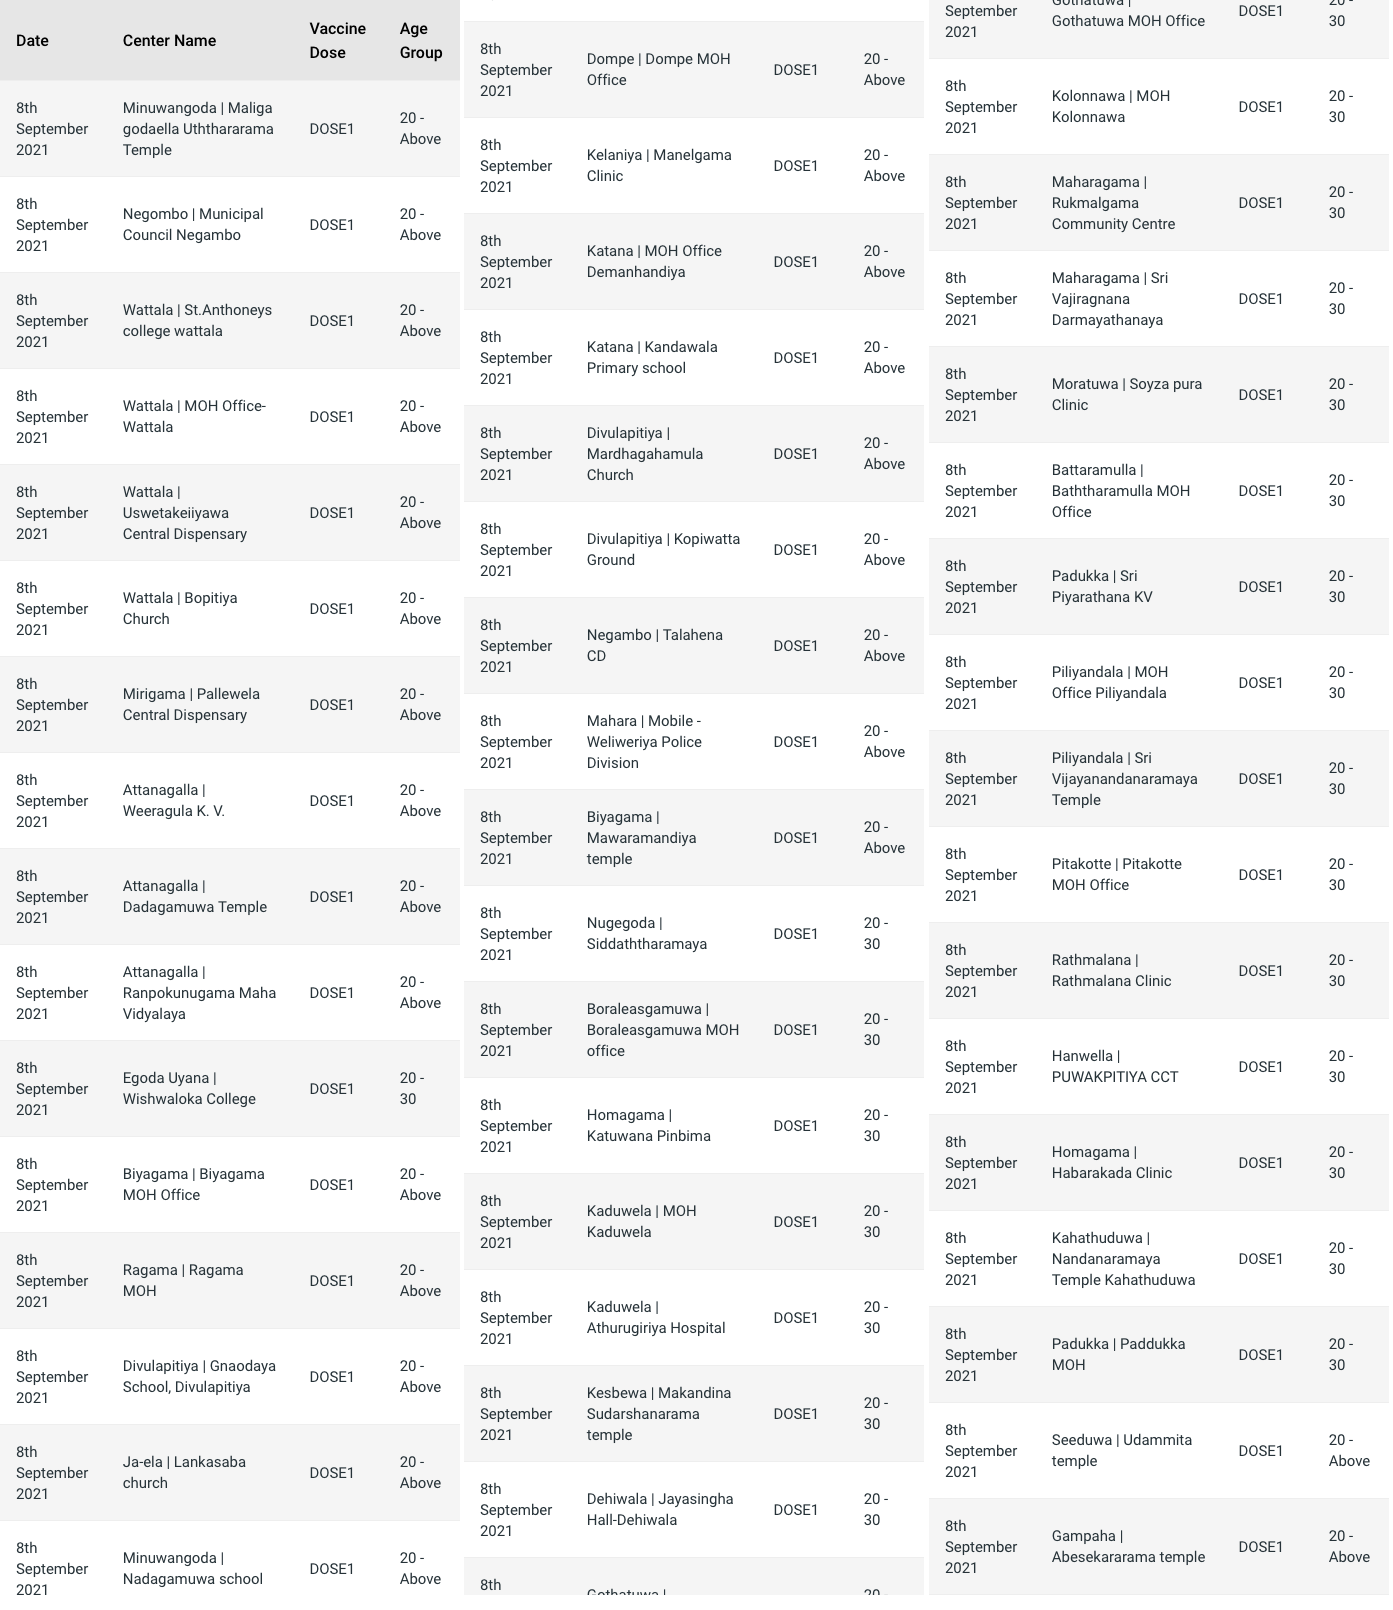 Date Center Name Vaccine Dose Age Group
8th September 2021 Minuwangoda | Maliga godaella Uththararama Temple DOSE1 20 - Above
8th September 2021 Negombo | Municipal Council Negambo DOSE1 20 - Above
8th September 2021 Wattala | St.Anthoneys college wattala DOSE1 20 - Above
8th September 2021 Wattala | MOH Office- Wattala DOSE1 20 - Above
8th September 2021 Wattala | Uswetakeiiyawa Central Dispensary DOSE1 20 - Above
8th September 2021 Wattala | Bopitiya Church DOSE1 20 - Above
8th September 2021 Mirigama | Pallewela Central Dispensary DOSE1 20 - Above
8th September 2021 Attanagalla | Weeragula K. V. DOSE1 20 - Above
8th September 2021 Attanagalla | Dadagamuwa Temple DOSE1 20 - Above
8th September 2021 Attanagalla | Ranpokunugama Maha Vidyalaya DOSE1 20 - Above
8th September 2021 Egoda Uyana | Wishwaloka College DOSE1 20 - 30
8th September 2021 Biyagama | Biyagama MOH Office DOSE1 20 - Above
8th September 2021 Ragama | Ragama MOH DOSE1 20 - Above
8th September 2021 Divulapitiya | Gnaodaya School, Divulapitiya DOSE1 20 - Above
8th September 2021 Ja-ela | Lankasaba church DOSE1 20 - Above
8th September 2021 Minuwangoda | Nadagamuwa school DOSE1 20 - Above
8th September 2021 Dompe | Dompe MOH Office DOSE1 20 - Above
8th September 2021 Kelaniya | Manelgama Clinic DOSE1 20 - Above
8th September 2021 Katana | MOH Office Demanhandiya DOSE1 20 - Above
8th September 2021 Katana | Kandawala Primary school DOSE1 20 - Above
8th September 2021 Divulapitiya | Mardhagahamula Church DOSE1 20 - Above
8th September 2021 Divulapitiya | Kopiwatta Ground DOSE1 20 - Above
8th September 2021 Negambo | Talahena CD DOSE1 20 - Above
8th September 2021 Mahara | Mobile - Weliweriya Police Division DOSE1 20 - Above
8th September 2021 Biyagama | Mawaramandiya temple DOSE1 20 - Above
8th September 2021 Nugegoda | Siddaththaramaya DOSE1 20 - 30
8th September 2021 Boraleasgamuwa | Boraleasgamuwa MOH office DOSE1 20 - 30
8th September 2021 Homagama | Katuwana Pinbima DOSE1 20 - 30
8th September 2021 Kaduwela | MOH Kaduwela DOSE1 20 - 30
8th September 2021 Kaduwela | Athurugiriya Hospital DOSE1 20 - 30
8th September 2021 Kesbewa | Makandina Sudarshanarama temple DOSE1 20 - 30
8th September 2021 Dehiwala | Jayasingha Hall-Dehiwala DOSE1 20 - 30
8th Gothatuwa | 20 -
September 2021 Gothatuwa | Gothatuwa MOH Office DOSE1 20 - 30
8th September 2021 Kolonnawa | MOH Kolonnawa DOSE1 20 - 30
8th September 2021 Maharagama | Rukmalgama Community Centre DOSE1 20 - 30
8th September 2021 Maharagama | Sri Vajiragnana Darmayathanaya DOSE1 20 - 30
8th September 2021 Moratuwa | Soyza pura Clinic DOSE1 20 - 30
8th September 2021 Battaramulla | Baththaramulla MOH Office DOSE1 20 - 30
8th September 2021 Padukka | Sri Piyarathana KV DOSE1 20 - 30
8th September 2021 Piliyandala | MOH Office Piliyandala DOSE1 20 - 30
8th September 2021 Piliyandala | Sri Vijayanandanaramaya Temple DOSE1 20 - 30
8th September 2021 Pitakotte | Pitakotte MOH Office DOSE1 20 - 30
8th September 2021 Rathmalana | Rathmalana Clinic DOSE1 20 - 30
8th September 2021 Hanwella | PUWAKPITIYA CCT DOSE1 20 - 30
8th September 2021 Homagama | Habarakada Clinic DOSE1 20 - 30
8th September 2021 Kahathuduwa | Nandanaramaya Temple Kahathuduwa DOSE1 20 - 30
8th September 2021 Padukka | Paddukka MOH DOSE1 20 - 30
8th September 2021 Seeduwa | Udammita temple DOSE1 20 - Above
8th September 2021 Gampaha | Abesekararama temple DOSE1 20 - Above